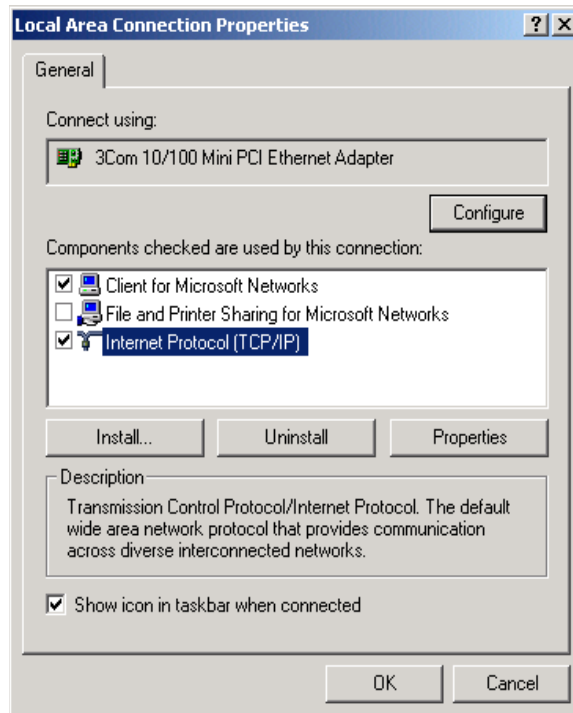 Local Area Connection Properties
General
Connect using:
3Com 10/100 Mini PCI Ethernet Adapter
Configure
Components checked are used by this connection:
Client for Microsoft Networks
File and Printer Sharing for Microsoft Networks
Internet Protocol (TCP/IP)
Install... Uninstall Properties
Description
Transmission Control Protocol/Internet Protocol. The default
wide area network protocol that provides communication
across diverse interconnected networks.
Show icon in taskbar when connected
OK Cancel